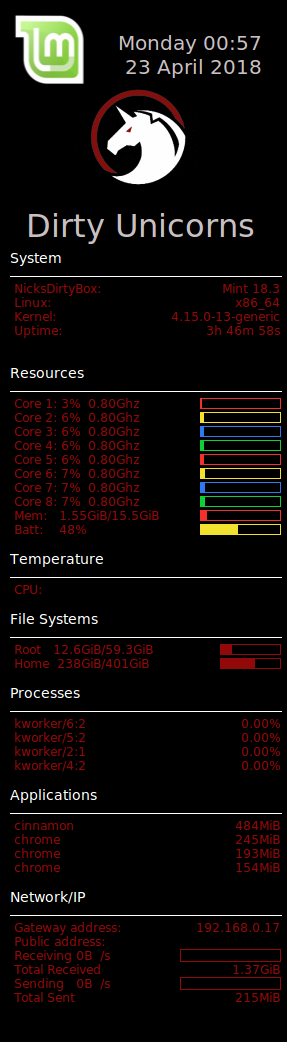 Monday 00:57
23 April 2018
Dirty Unicorns
System
NicksDirtyBox: Mint 18.3
Linux: x86_64
Kernel: 4.15.0-13-generic
Uptime: 3h 46m 58s
Resources
Core 1: 3% 0.80Ghz
Core 2: 6% 0.80Ghz
Core 3: 6% 0.80Ghz
Core 4: 6% 0.80Ghz
Core 5: 6% 0.80Ghz
Core 6: 7% 0.80Ghz
Core 7: 7% 0.80Ghz
Core 8: 7% 0.80Ghz
Mem: 1.55GiB/15.5GiB
Batt: 48%
Temperature
CPU:
File Systems
Root 12.6GiB/59.3GiB
Home 238GiB/401GiB
Processes
kworker/6:2 0.00%
kworker/5:2 0.00%
kworker/2:1 0.00%
kworker/4:2 0.00%
Applications
cinnamon 484MiB
chrome 245MiB
chrome 193MiB
chrome 154MiB
Network/IP
Gateway address: 192.168.0.17
Public address:
Receiving 0B /s
Total Received 1.37GiB
Sending 0B /s
Total Sent 215MiB